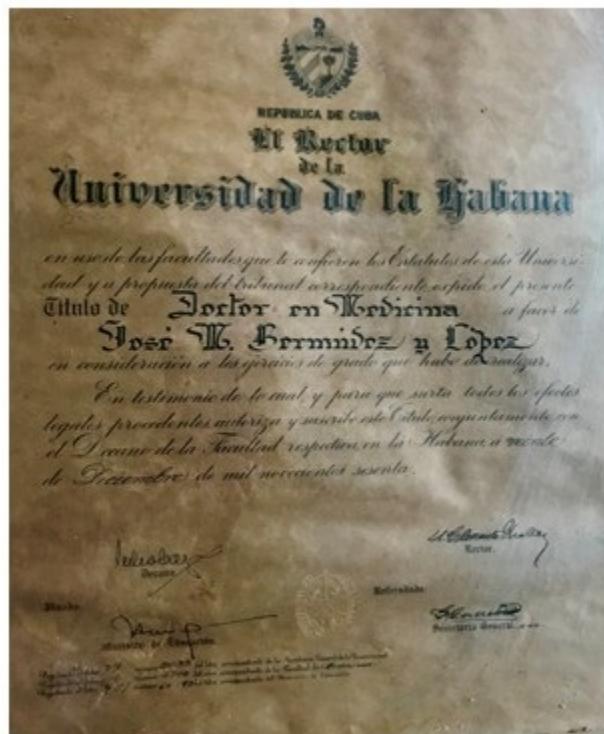 REPUBLICA DE CUBA
El Rector
de la
Universidad de la Habana
en uso de las facultades que le confieren los Estatutos de esta Universi-
dad y a propuesta del tribunal correspondiente expide el presente
Título de Doctor en Medicina a favor de
José M. Bermúdez y López
en consideración a los ejercicios de grado que hubo de realizar.
En testimonio de lo cual y para que surta todos los efectos
legales procedentes autoriza y suscribe este Título conjuntamente con
el Decano de la Facultad respectiva en la Habana, a veinte
de Diciembre de mil novecientos sesenta.
Decano
Rector.
Refrendado:
Ministro de Educación
Secretario General